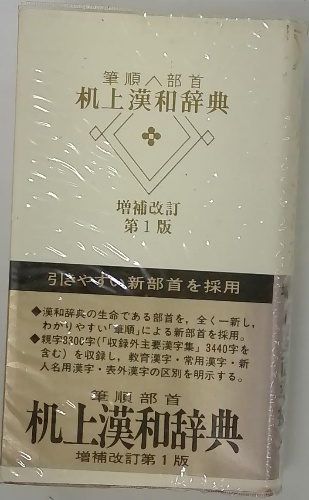 筆順八部首
机上漢和辞典
増補改訂
第1版
引きやすい新部首を採用
◆漢和辞典の生命である部首を，全く一新し，
わかりやすい「筆順」による新部首を採用。
◆親字3300字(「収録外主要漢字集」3440字を
含む)を収録し，教育漢字・常用漢字・新
人名用漢字・表外漢字の区別を明示する。
筆順部首
机上漢和辞典
増補改訂第1版